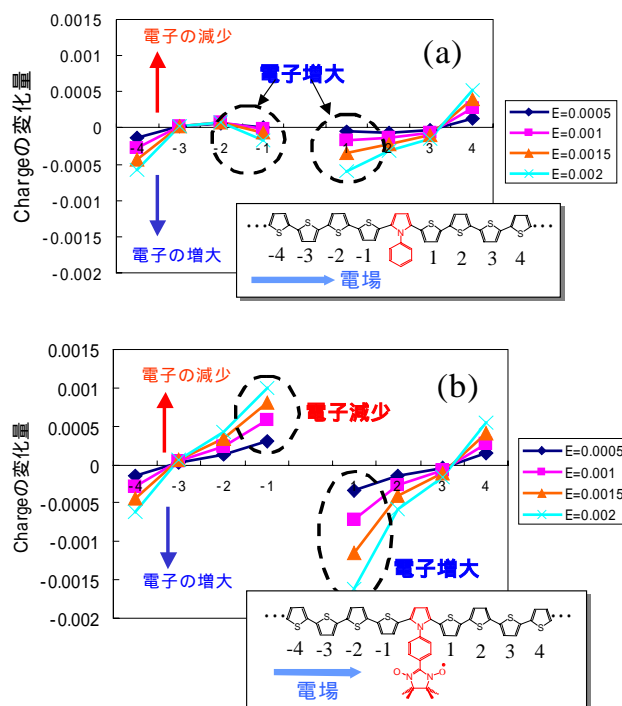 (a)
0.0015
0.001
0.0005
0
-0.0005
-0.001
-0.0015
-0.002
Chargeの変化量
電子の減少
電子増大
電子の増大
-4 -3 -2 -1 1 2 3 4
E=0.0005
E=0.001
E=0.0015
E=0.002
S S S S N S S S S
-4 -3 -2 -1 1 2 3 4
電場
(b)
0.0015
0.001
0.0005
0
-0.0005
-0.001
-0.0015
-0.002
Chargeの変化量
電子の減少
電子減少
電子の増大
電子増大
-4 -3 -2 -1 1 2 3 4
E=0.0005
E=0.001
E=0.0015
E=0.002
S S S S N S S S S
-4 -3 -2 -1 1 2 3 4
O N N O
電場